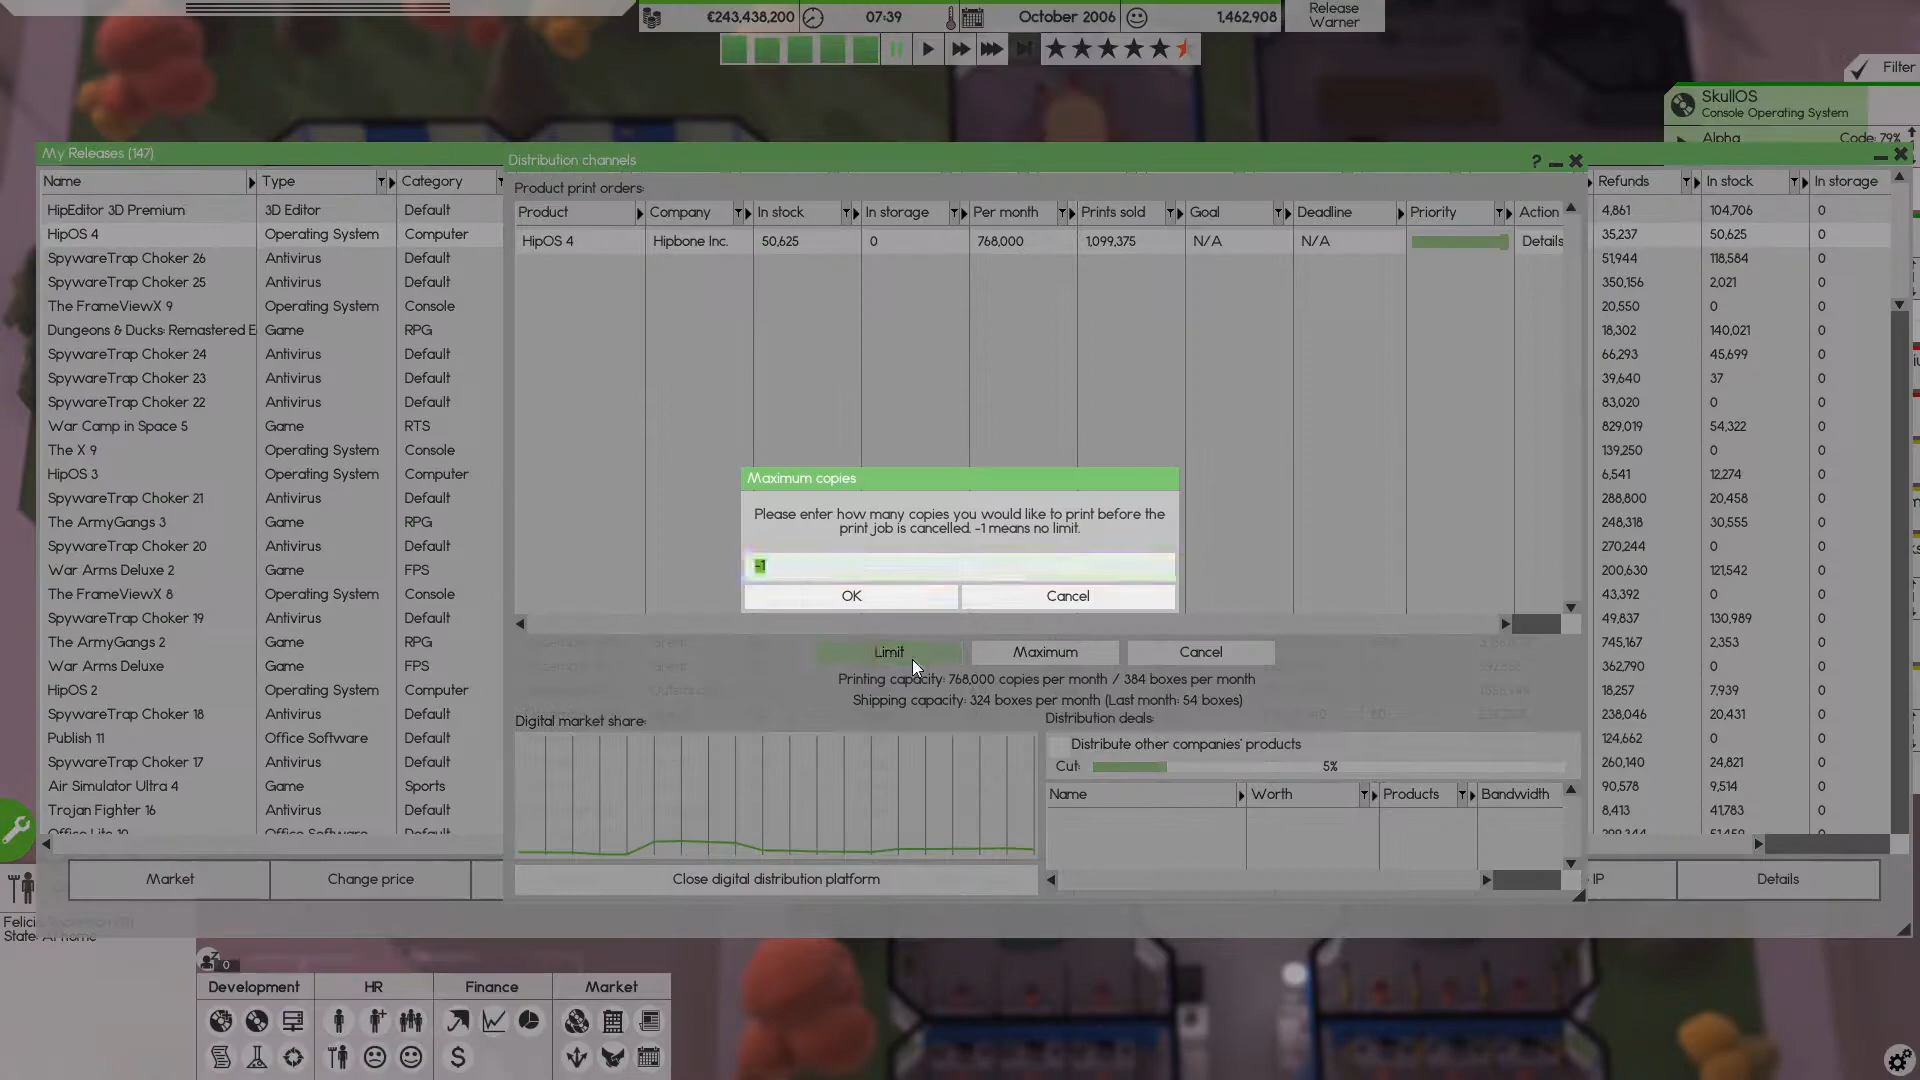 €243,438,200
07:39
October 2006
1,462,908
Release Warner
Filter
SkullOS
Console Operating System
Alpha
Code: 79%
My Releases (147)
Name Type Category
HipEditor 3D Premium 3D Editor Default
HipOS 4 Operating System Computer
SpywareTrap Choker 26 Antivirus Default
SpywareTrap Choker 25 Antivirus Default
The FrameViewX 9 Operating System Console
Dungeons & Ducks: Remastered E Game RPG
SpywareTrap Choker 24 Antivirus Default
SpywareTrap Choker 23 Antivirus Default
SpywareTrap Choker 22 Antivirus Default
War Camp in Space 5 Game RTS
The X 9 Operating System Console
HipOS 3 Operating System Computer
SpywareTrap Choker 21 Antivirus Default
The ArmyGangs 3 Game RPG
SpywareTrap Choker 20 Antivirus Default
War Arms Deluxe 2 Game FPS
The FrameViewX 8 Operating System Console
SpywareTrap Choker 19 Antivirus Default
The ArmyGangs 2 Game RPG
War Arms Deluxe Game FPS
HipOS 2 Operating System Computer
SpywareTrap Choker 18 Antivirus Default
Publish 11 Office Software Default
SpywareTrap Choker 17 Antivirus Default
Air Simulator Ultra 4 Game Sports
Trojan Fighter 16 Antivirus Default
Office Lite 10 Office Software Default
Market
Change price
Distribution channels
?
Product print orders:
Product Company In stock In storage Per month Prints sold Goal Deadline Priority Action
HipOS 4 Hipbone Inc. 50,625 0 768,000 1,099,375 N/A N/A Details
Maximum copies
Please enter how many copies you would like to print before the
print job is cancelled. -1 means no limit.
-1
OK
Cancel
Limit
Maximum
Cancel
Printing capacity: 768,000 copies per month / 384 boxes per month
Shipping capacity: 324 boxes per month (Last month: 54 boxes)
Digital market share:
Distribution deals:
Distribute other companies' products
Cut: 5%
Name Worth Products Bandwidth
Close digital distribution platform
Refunds In stock In storage
4,861 104,706 0
35,237 50,625 0
51,944 118,584 0
350,156 2,021 0
20,550 0 0
18,302 140,021 0
66,293 45,699 0
39,640 37 0
83,020 0 0
829,019 54,322 0
139,250 0 0
6,541 12,274 0
288,800 20,458 0
248,318 30,555 0
270,244 0 0
200,630 121,542 0
43,392 0 0
49,837 130,989 0
745,167 2,353 0
362,790 0 0
18,257 7,939 0
238,046 20,431 0
124,662 0 0
260,140 24,821 0
90,578 9,514 0
8,413 41,783 0
299,344 51,459 0
IP
Details
State: At home
0
Development
HR
Finance
Market